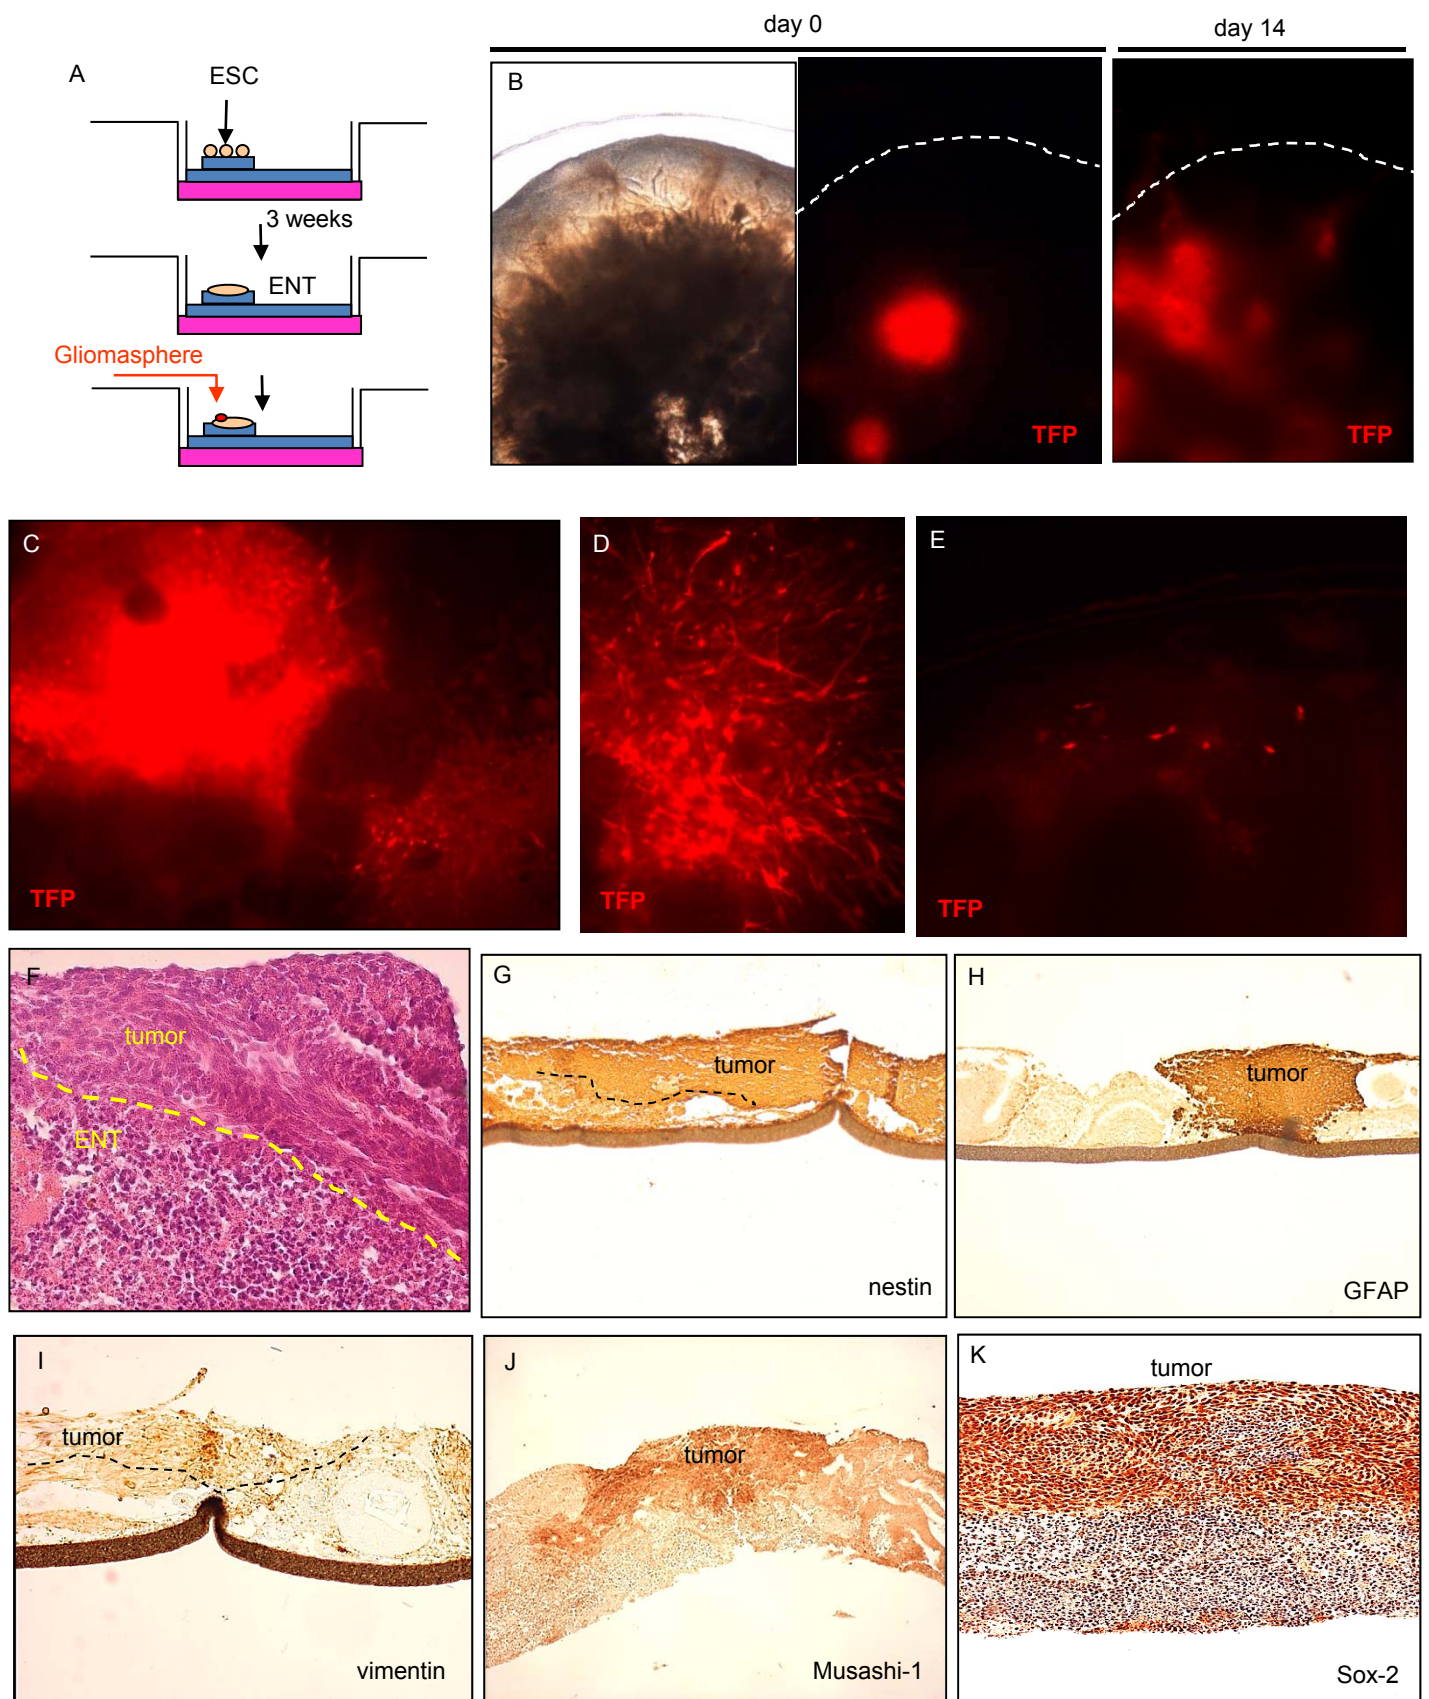 day 0
day 14
A
ESC
3 weeks
ENT
Gliomasphere
B
TFP
TFP
C
TFP
D
TFP
E
TFP
F
tumor
ENT
G
tumor
nestin
H
tumor
GFAP
I
tumor
vimentin
J
tumor
Musashi-1
K
tumor
Sox-2